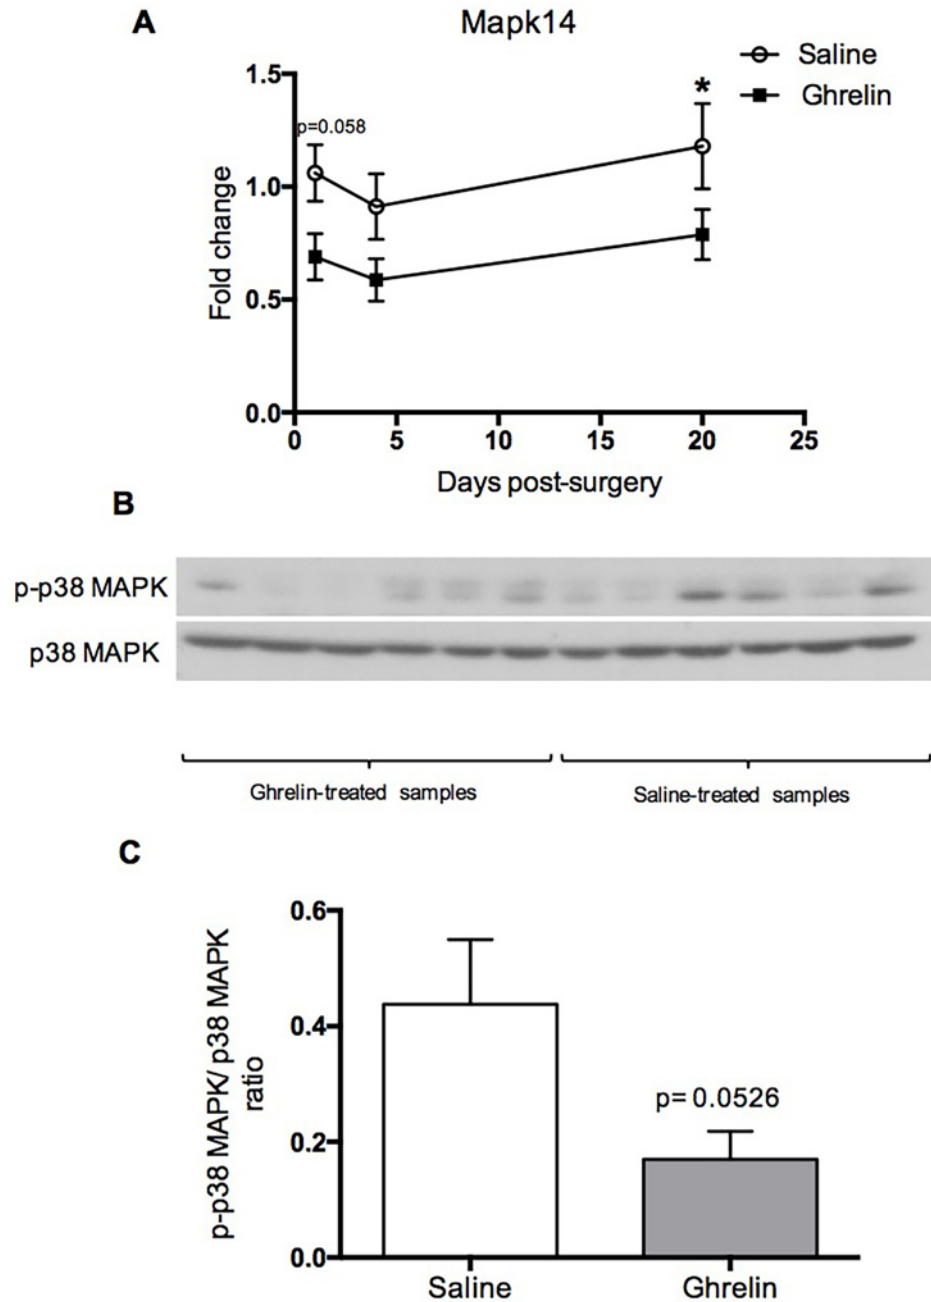 A
Mapk14
Saline
Ghrelin
*
p=0.058
1.5
1.0
0.5
0.0
Fold change
0 5 10 15 20 25
Days post-surgery
B
p-p38 MAPK
p38 MAPK
Ghrelin-treated samples Saline-treated samples
C
p-p38 MAPK/ p38 MAPK
ratio
0.6
0.4
0.2
0.0
p= 0.0526
Saline Ghrelin